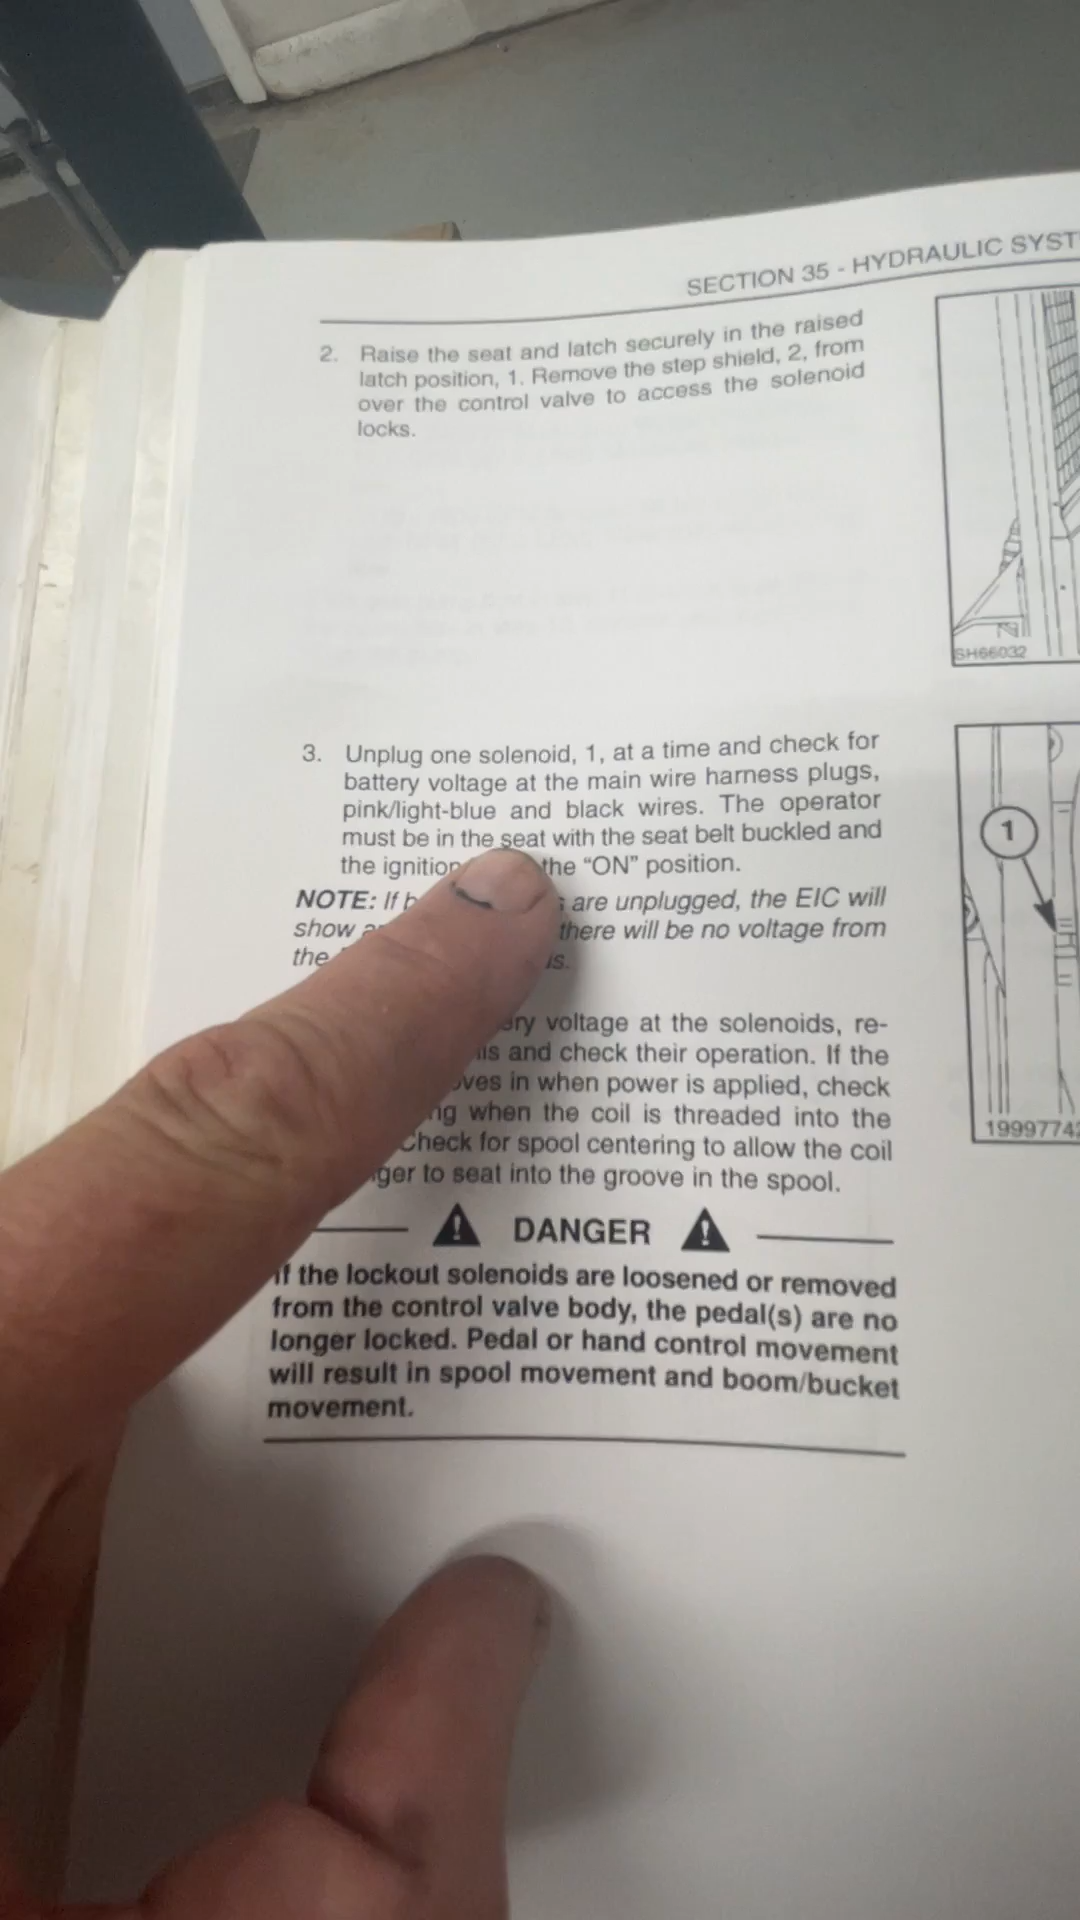 SECTION 35 - HYDRAULIC SYST
2. Raise the seat and latch securely in the raised
latch position, 1. Remove the step shield, 2, from
over the control valve to access the solenoid
locks.
SH66032
3. Unplug one solenoid, 1, at a time and check for
battery voltage at the main wire harness plugs,
pink/light-blue and black wires. The operator
must be in the seat with the seat belt buckled and
the ignition the “ON” position.
NOTE: If are unplugged, the EIC will
show there will be no voltage from
the
voltage at the solenoids, re-
and check their operation. If the
in when power is applied, check
when the coil is threaded into the
Check for spool centering to allow the coil
to seat into the groove in the spool.
1
1999774
DANGER
If the lockout solenoids are loosened or removed
from the control valve body, the pedal(s) are no
longer locked. Pedal or hand control movement
will result in spool movement and boom/bucket
movement.